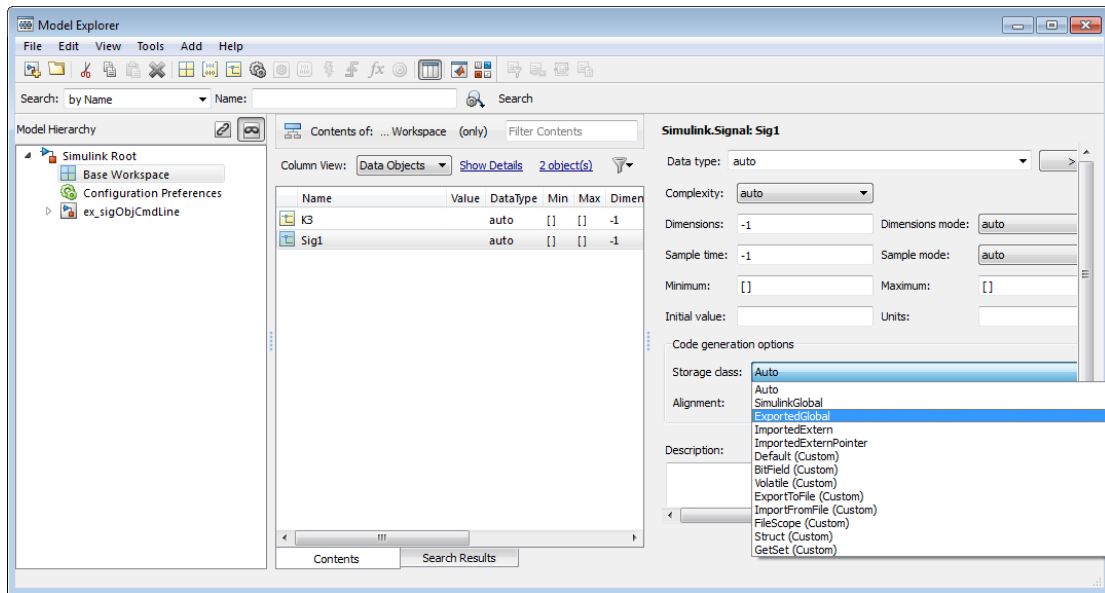 Model Explorer
File Edit View Tools Add Help
Search: by Name Name: Search
Model Hierarchy
Simulink Root
Base Workspace
Configuration Preferences
ex_sigObjCmdLine
Contents of: ... Workspace (only) Filter Contents
Column View: Data Objects Show Details 2 object(s)
Name Value DataType Min Max Dimen
K3 auto [] [] -1
Sig1 auto [] [] -1
Contents Search Results
Simulink.Signal: Sig1
Data type: auto >
Complexity: auto
Dimensions: -1 Dimensions mode: auto
Sample time: -1 Sample mode: auto
Minimum: [] Maximum: []
Initial value: Units:
Code generation options
Storage class: Auto
Alignment:
Description:
Auto
SimulinkGlobal
ExportedGlobal
ImportedExtern
ImportedExternPointer
Default (Custom)
BitField (Custom)
Volatile (Custom)
ExportToFile (Custom)
ImportFromFile (Custom)
FileScope (Custom)
Struct (Custom)
GetSet (Custom)